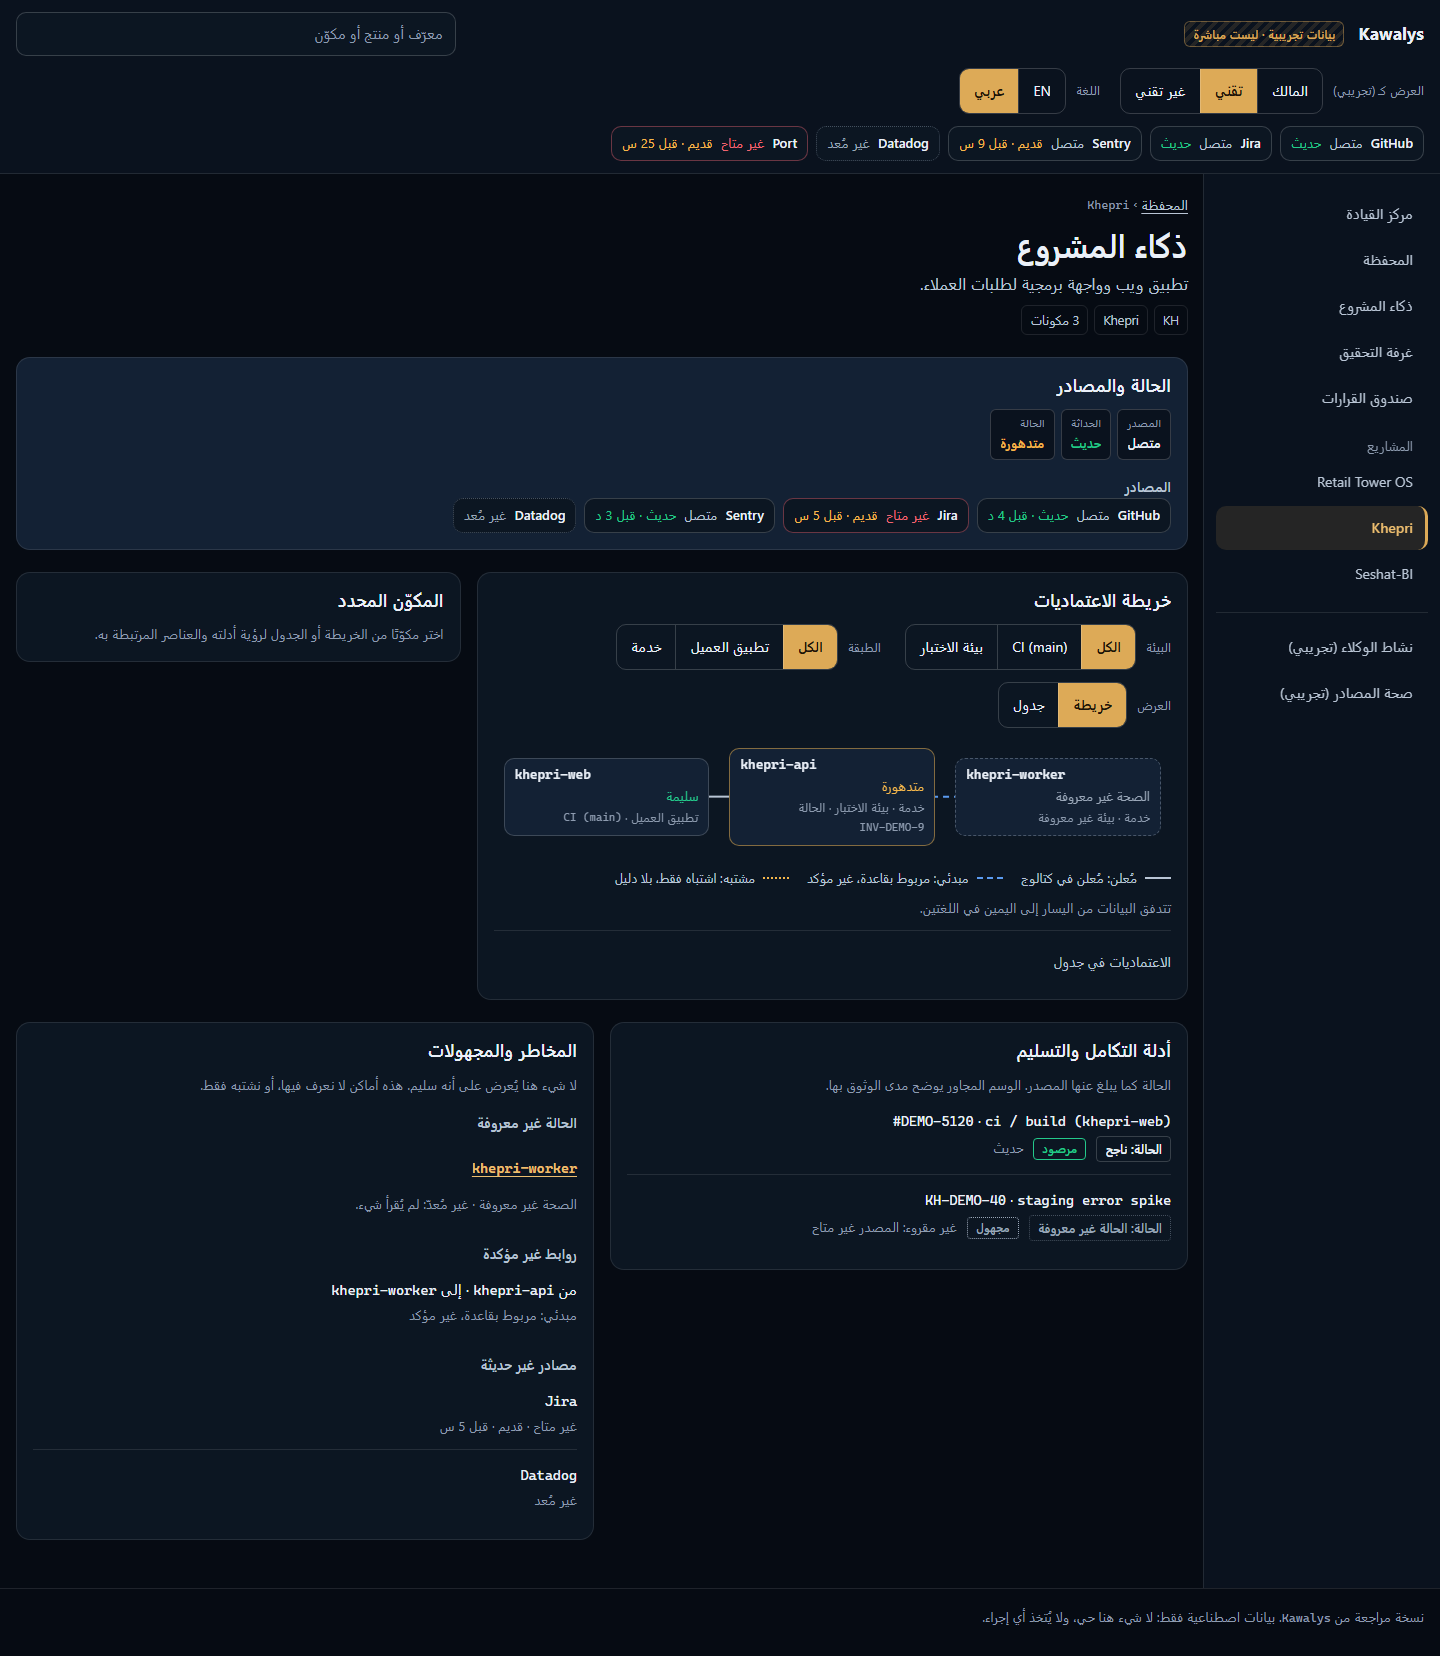 Kawalys بيانات تجريبية · ليست مباشرة معرّف أو منتج أو مكوّن
العرض كـ (تجريبي) المالك تقني غير تقني اللغة EN عربي
GitHub متصل حديث Jira متصل حديث Sentry متصل قديم · قبل 9 س Datadog غير مُعد Port غير متاح قديم · قبل 25 س
مركز القيادة
المحفظة
ذكاء المشروع
غرفة التحقيق
صندوق القرارات
المشاريع
Retail Tower OS
Khepri
Seshat-BI
نشاط الوكلاء (تجريبي)
صحة المصادر (تجريبي)
المحفظة › Khepri
ذكاء المشروع
تطبيق ويب وواجهة برمجية لطلبات العملاء.
KH Khepri 3 مكونات
الحالة والمصادر
المصدر الحداثة الحالة
متصل حديث متدهورة
المصادر
GitHub متصل حديث · قبل 4 د Jira غير متاح قديم · قبل 5 س Sentry متصل حديث · قبل 3 د Datadog غير مُعد
خريطة الاعتماديات
البيئة الكل CI (main) بيئة الاختبار الطبقة الكل تطبيق العميل خدمة
العرض خريطة جدول
khepri-worker
الصحة غير معروفة
خدمة · بيئة غير معروفة
khepri-api
متدهورة
خدمة · بيئة الاختبار · الحالة
INV-DEMO-9
khepri-web
سليمة
تطبيق العميل · CI (main)
مُعلن: مُعلن في كتالوج مبدئي: مربوط بقاعدة، غير مؤكد مشتبه: اشتباه فقط، بلا دليل
تتدفق البيانات من اليسار إلى اليمين في اللغتين.
الاعتماديات في جدول
المكوّن المحدد
اختر مكوّنًا من الخريطة أو الجدول لرؤية أدلته والعناصر المرتبطة به.
أدلة التكامل والتسليم
الحالة كما يبلغ عنها المصدر. الوسم المجاور يوضح مدى الوثوق بها.
#DEMO-5120 · ci / build (khepri-web)
الحالة: ناجح مرصود حديث
KH-DEMO-40 · staging error spike
الحالة: الحالة غير معروفة مجهول غير مقروء: المصدر غير متاح
المخاطر والمجهولات
لا شيء هنا يُعرض على أنه سليم. هذه أماكن لا نعرف فيها، أو نشتبه فقط.
الحالة غير معروفة
khepri-worker
الصحة غير معروفة · غير مُعدّ: لم يُقرأ شيء.
روابط غير مؤكدة
من khepri-api · إلى khepri-worker
مبدئي: مربوط بقاعدة، غير مؤكد
مصادر غير حديثة
Jira
غير متاح · قديم · قبل 5 س
Datadog
غير مُعد
نسخة مراجعة من Kawalys. بيانات اصطناعية فقط: لا شيء هنا حي، ولا يُتخذ أي إجراء.